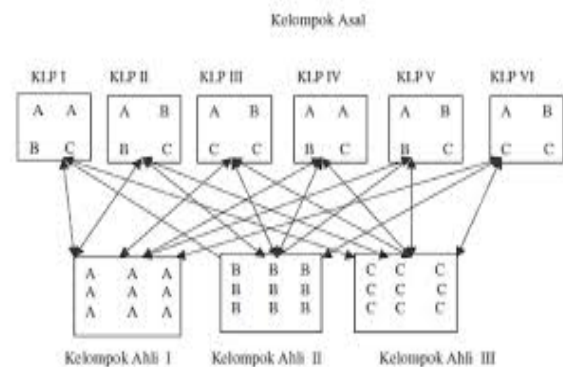 Kelompok Asal
KLP I KLP II KLP III KLP IV KLP V KLP VI
A A A B A B A A A B A B
B C B C C C B C B C C C
A A A B B B C C C
A A A B B B C C C
A A A B B B C C C
Kelompok Ahli I Kelompok Ahli II Kelompok Ahli III